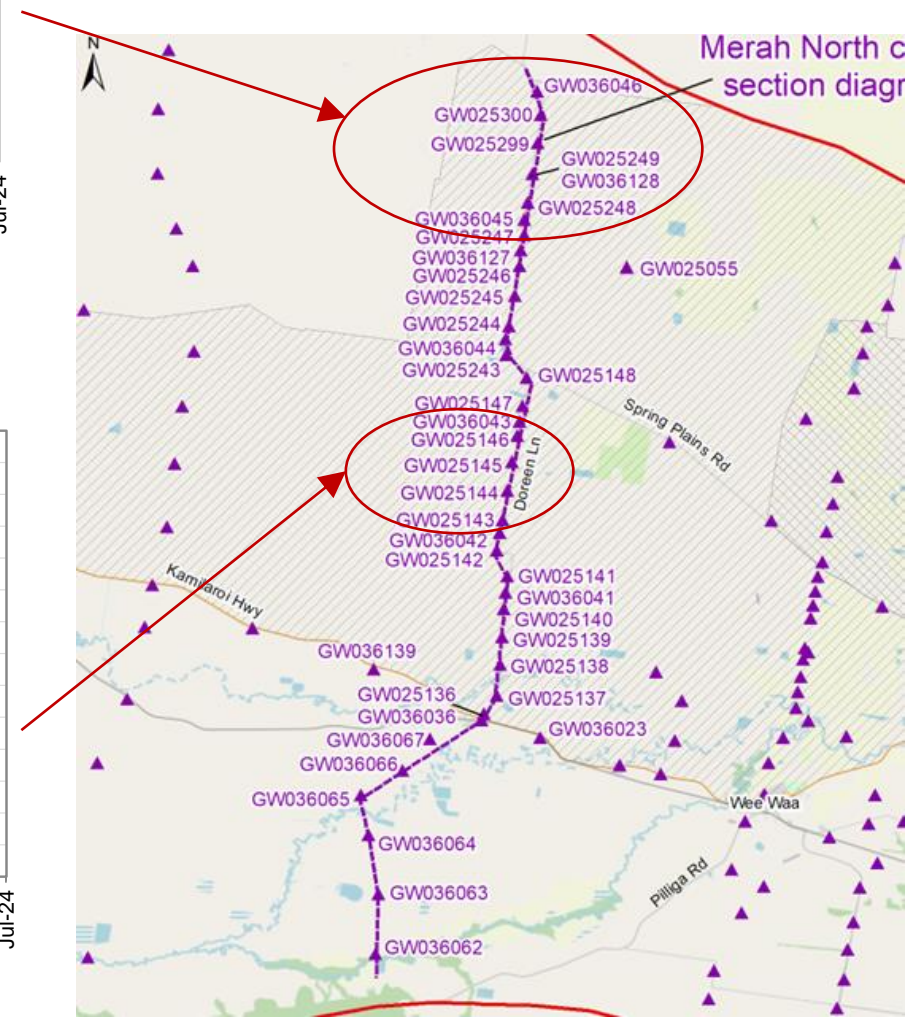 N
Merah North c
section diagr
GW036046
GW025300
GW025299
GW025249
GW036128
GW025248
GW036045
GW025247
GW036127
GW025246
GW025055
GW025245
GW025244
GW036044
GW025243
GW025148
GW025147
GW036043
GW025146
GW025145
GW025144
GW025143
GW036042
GW025142
Spring Plains Rd
Doreen Ln
Kamilaroi Hwy
GW025141
GW036041
GW025140
GW025139
GW025138
GW036139
GW025136
GW025137
GW036036
GW036023
GW036067
GW036066
GW036065
Wee Waa
GW036064
Pilliga Rd
GW036063
GW036062
Jul-24
Jul-24